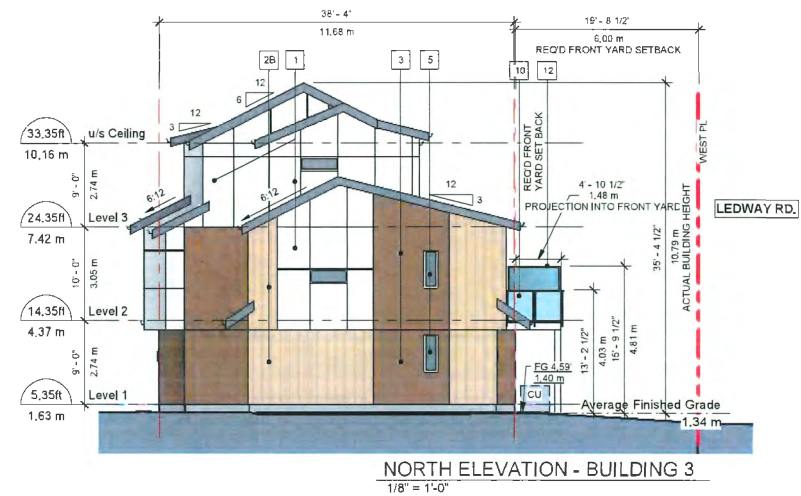 38' - 4"
11.68 m
19' - 8 1/2"
6.00 m
REQ'D FRONT YARD SETBACK
2B
1
3
5
10
12
12
6
12
3
33.35ft
u/s Ceiling
10.16 m
9' - 0"
2.74 m
REQ'D FRONT
YARD SET BACK
WEST PL
4' - 10 1/2"
1.48 m
PROJECTION INTO FRONT YARD
12
3
6:12
6:12
24.35ft
Level 3
7.42 m
LEDWAY RD.
35' - 4 1/2"
10.79 m
ACTUAL BUILDING HEIGHT
10' - 0"
3.05 m
14.35ft
Level 2
4.37 m
13' - 2 1/2"
4.03 m
15' - 9 1/2"
4.81 m
9' - 0"
2.74 m
FG 4.59'
1.40 m
CU
5.35ft
Level 1
1.63 m
Average Finished Grade
1.34 m
NORTH ELEVATION - BUILDING 3
1/8" = 1'-0"